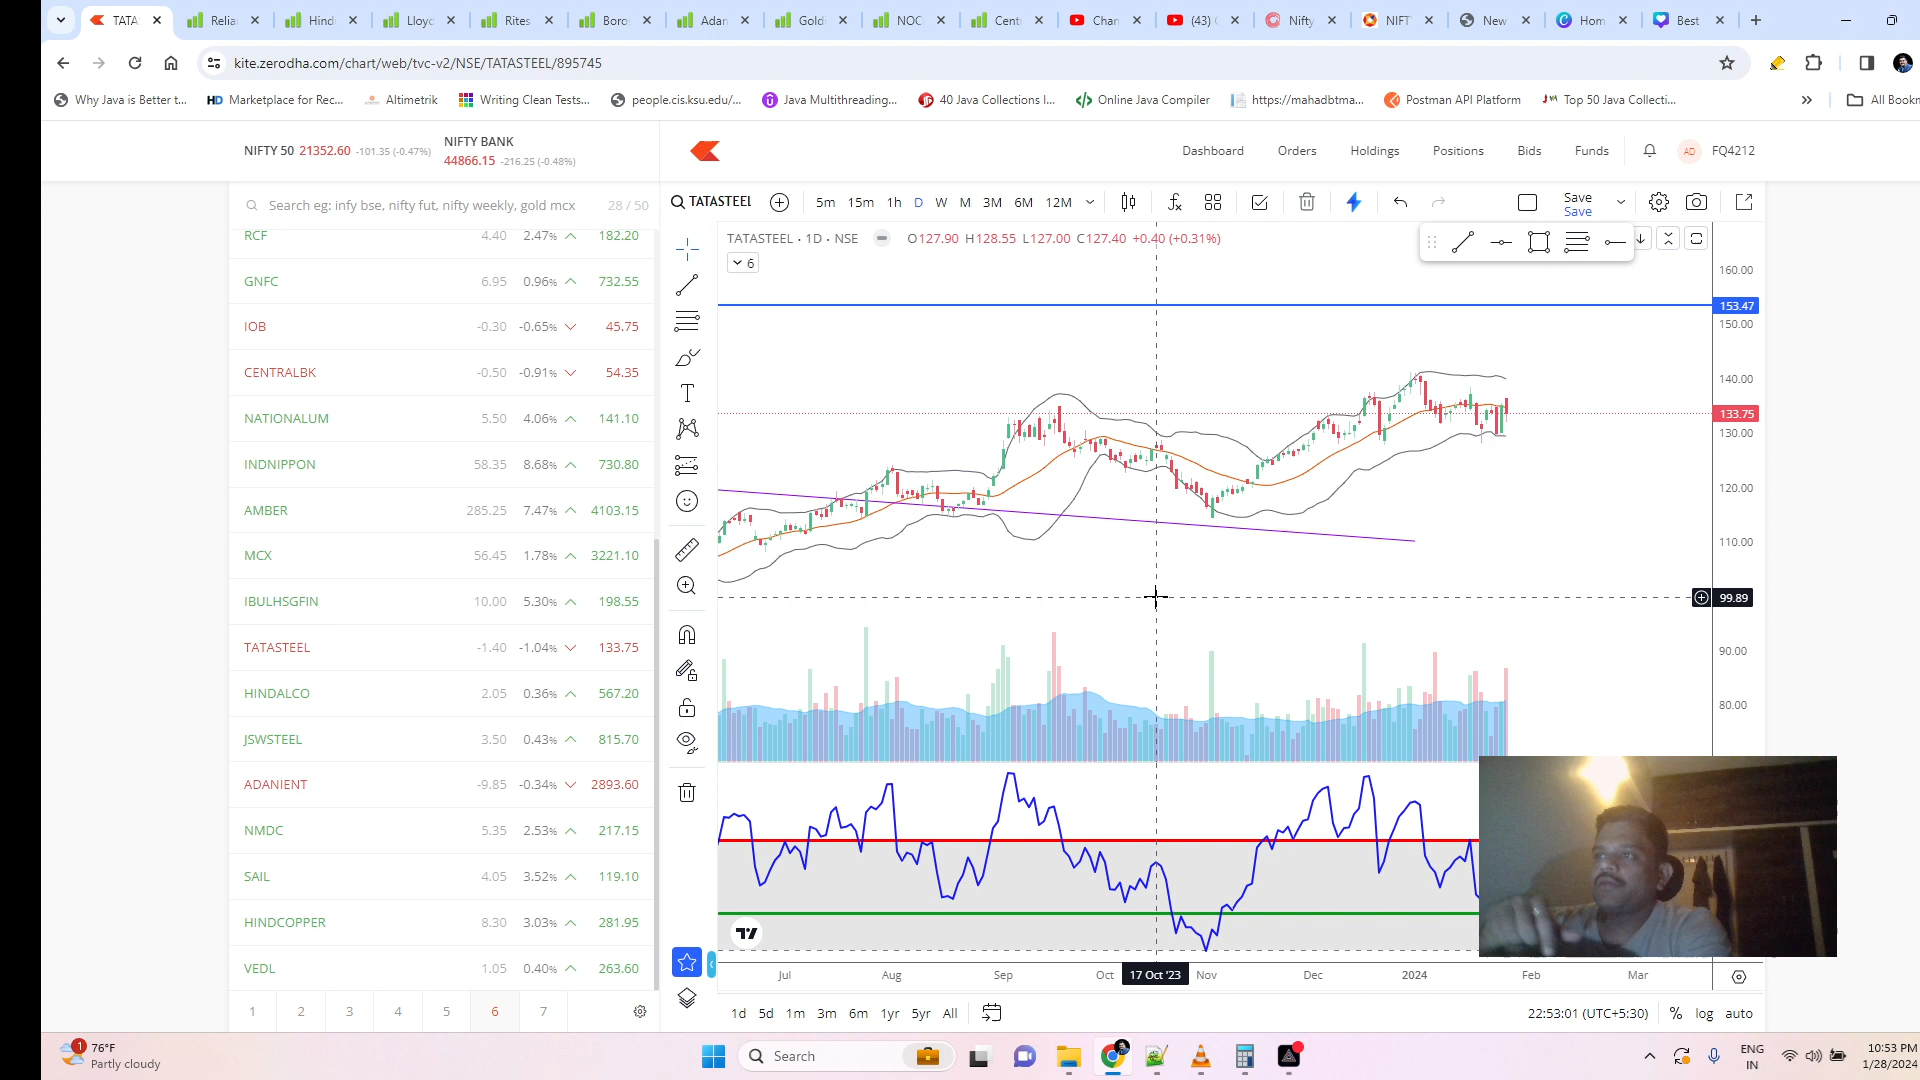 TATA Relia Hind Lloyd Rites Boro Adan Gold NOC Cent Chan (43) Nifty NIFT New Hom Best
kite.zerodha.com/chart/web/tvc-v2/NSE/TATASTEEL/895745
Why Java is Better t... HD Marketplace for Rec... Altimetrik Writing Clean Tests... people.cis.ksu.edu/... Java Multithreading... 40 Java Collections I... Online Java Compiler https://mahadbtma... Postman API Platform Top 50 Java Collecti... » All Bookn
NIFTY 50 21352.60 -101.35 (-0.47%)
NIFTY BANK
44866.15 -216.25 (-0.48%)
Dashboard Orders Holdings Positions Bids Funds AD FQ4212
Search eg: infy bse, nifty fut, nifty weekly, gold mcx 28 / 50
RCF 4.40 2.47% 182.20
GNFC 6.95 0.96% 732.55
IOB -0.30 -0.65% 45.75
CENTRALBK -0.50 -0.91% 54.35
NATIONALUM 5.50 4.06% 141.10
INDNIPPON 58.35 8.68% 730.80
AMBER 285.25 7.47% 4103.15
MCX 56.45 1.78% 3221.10
IBULHSGFIN 10.00 5.30% 198.55
TATASTEEL -1.40 -1.04% 133.75
HINDALCO 2.05 0.36% 567.20
JSWSTEEL 3.50 0.43% 815.70
ADANIENT -9.85 -0.34% 2893.60
NMDC 5.35 2.53% 217.15
SAIL 4.05 3.52% 119.10
HINDCOPPER 8.30 3.03% 281.95
VEDL 1.05 0.40% 263.60
1 2 3 4 5 6 7
TATASTEEL 5m 15m 1h D W M 3M 6M 12M Save
Save
TATASTEEL · 1D · NSE O127.90 H128.55 L127.00 C127.40 +0.40 (+0.31%)
6
160.00
153.47
150.00
140.00
133.75
130.00
120.00
110.00
99.89
90.00
80.00
Jul Aug Sep Oct 17 Oct '23 Nov Dec 2024 Feb Mar
1d 5d 1m 3m 6m 1yr 5yr All 22:53:01 (UTC+5:30) % log auto
1 76°F
Partly cloudy
Search
ENG
IN
10:53 PM
1/28/2024